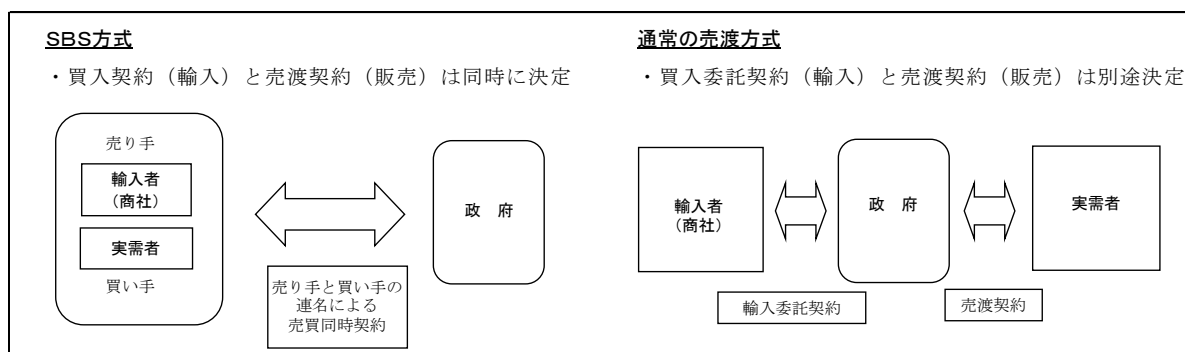 SBS方式
・買入契約（輸入）と売渡契約（販売）は同時に決定
売り手
輸入者
（商社）
実需者
買い手
政　府
売り手と買い手の
連名による
売買同時契約
通常の売渡方式
・買入委託契約（輸入）と売渡契約（販売）は別途決定
輸入者
（商社）
政　府
実需者
輸入委託契約
売渡契約